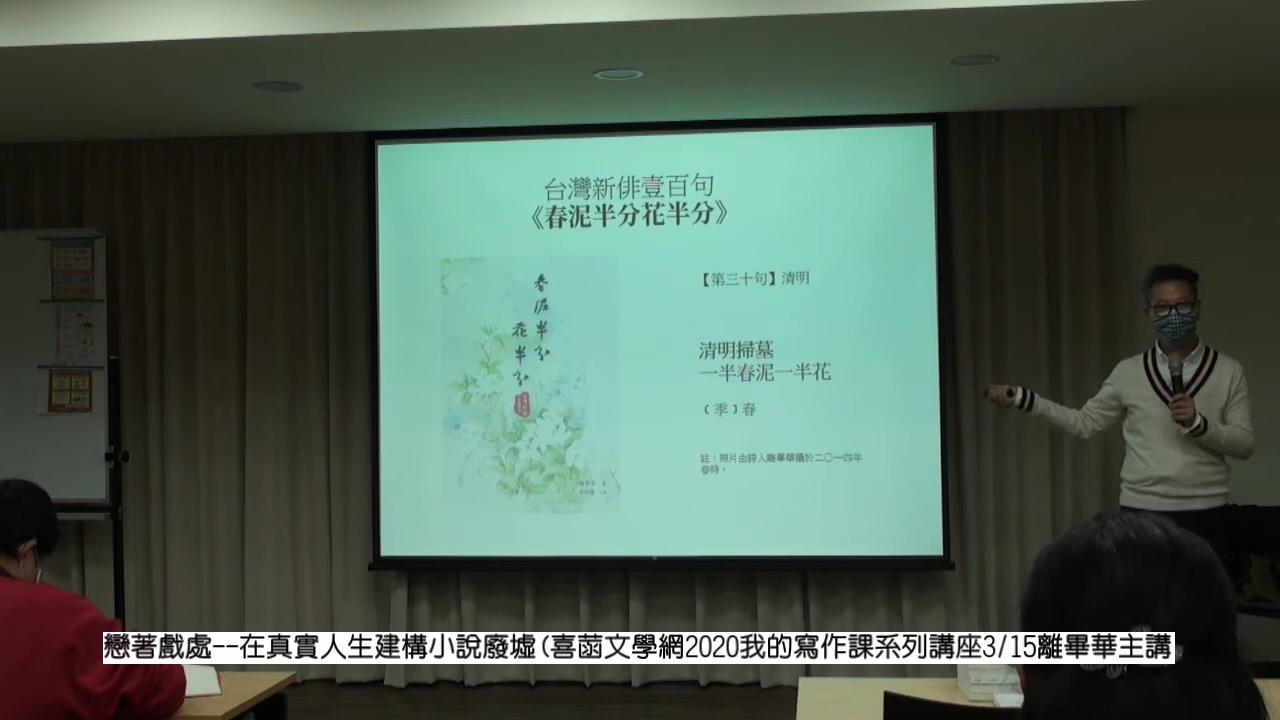 台灣新俳壹百句
《春泥半分花半分》
春泥半分
花半分
【第三十句】清明
清明掃墓
一半春泥一半花
﹝季﹞春
註：照片由詩人離畢華攝於二〇一四年
春時。
戀著戲處--在真實人生建構小說廢墟(喜菡文學網2020我的寫作課系列講座3/15離畢華主講